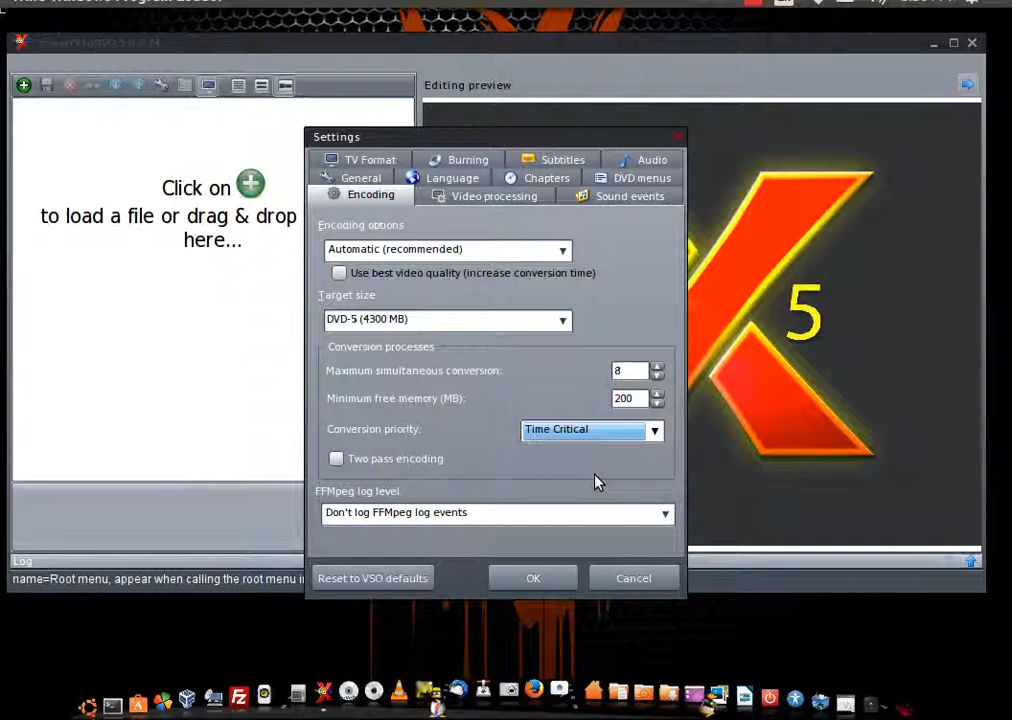 Editing preview
Click on
to load a file or drag & drop
here...
Settings
TV Format
Burning
Subtitles
Audio
General
Language
Chapters
DVD menus
Encoding
Video processing
Sound events
Encoding options
Automatic (recommended)
Use best video quality (increase conversion time)
Target size
DVD-5 (4300 MB)
Conversion processes
Maximum simultaneous conversion:
8
Minimum free memory (MB):
200
Conversion priority:
Time Critical
Two pass encoding
FFMpeg log level.
Don't log FFMpeg log events
Reset to VSO defaults
OK
Cancel
5
Log
name=Root menu, appear when calling the root menu i